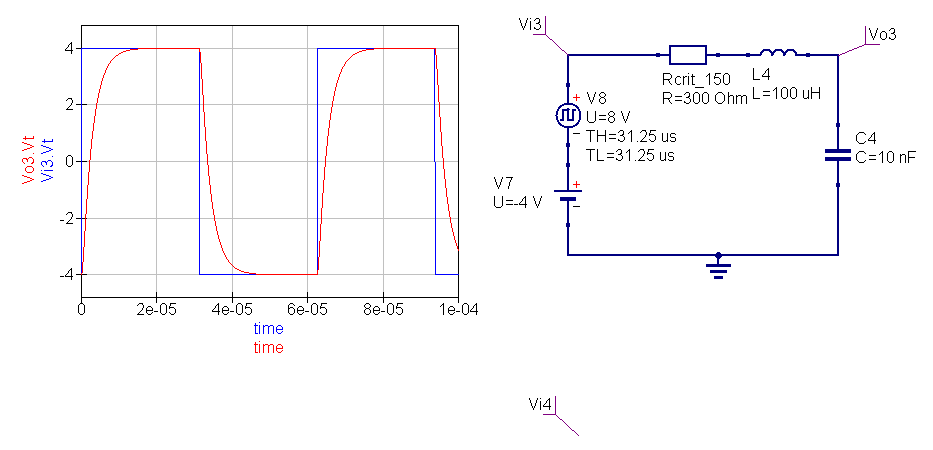 Vi3
Vo3
4
2
0
-2
-4
Vo3.Vt
Vi3.Vt
0
2e-05
4e-05
6e-05
8e-05
1e-04
time
time
Rcrit_150
R=300 Ohm
L4
L=100 uH
+
V8
U=8 V
TH=31.25 us
TL=31.25 us
−
C4
C=10 nF
V7
U=-4 V
+
−
Vi4